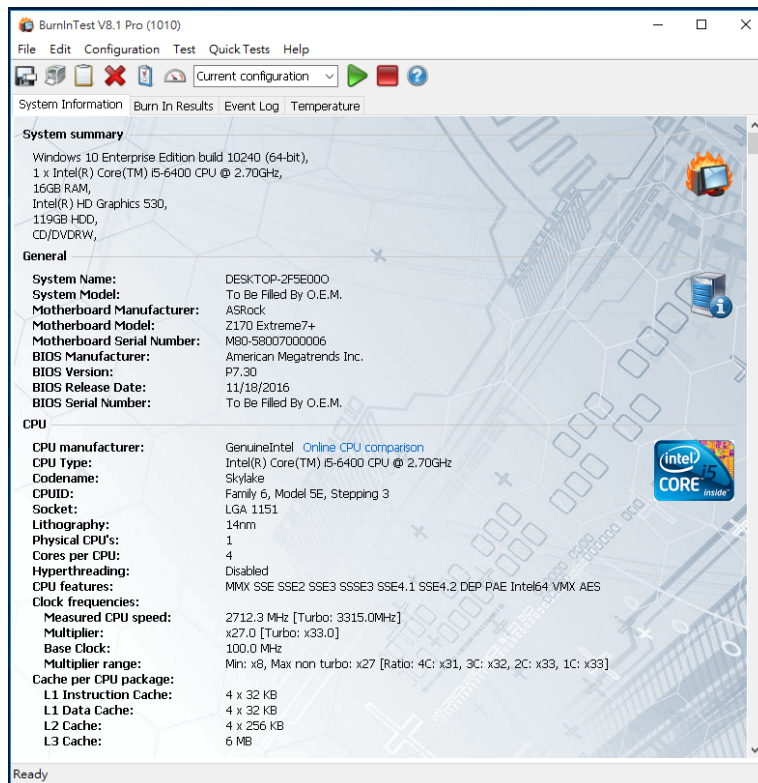 BurnInTest V8.1 Pro (1010)
File Edit Configuration Test Quick Tests Help
Current configuration
System Information Burn In Results Event Log Temperature
System summary
Windows 10 Enterprise Edition build 10240 (64-bit),
1 x Intel(R) Core(TM) i5-6400 CPU @ 2.70GHz,
16GB RAM,
Intel(R) HD Graphics 530,
119GB HDD,
CD/DVDRW,
General
System Name: DESKTOP-2F5E00O
System Model: To Be Filled By O.E.M.
Motherboard Manufacturer: ASRock
Motherboard Model: Z170 Extreme7+
Motherboard Serial Number: M80-58007000006
BIOS Manufacturer: American Megatrends Inc.
BIOS Version: P7.30
BIOS Release Date: 11/18/2016
BIOS Serial Number: To Be Filled By O.E.M.
CPU
CPU manufacturer: GenuineIntel Online CPU comparison
CPU Type: Intel(R) Core(TM) i5-6400 CPU @ 2.70GHz
Codename: Skylake
CPUID: Family 6, Model 5E, Stepping 3
Socket: LGA 1151
Lithography: 14nm
Physical CPU's: 1
Cores per CPU: 4
Hyperthreading: Disabled
CPU features: MMX SSE SSE2 SSE3 SSSE3 SSE4.1 SSE4.2 DEP PAE Intel64 VMX AES
Clock frequencies:
Measured CPU speed: 2712.3 MHz [Turbo: 3315.0MHz]
Multiplier: x27.0 [Turbo: x33.0]
Base Clock: 100.0 MHz
Multiplier range: Min: x8, Max non turbo: x27 [Ratio: 4C: x31, 3C: x32, 2C: x33, 1C: x33]
Cache per CPU package:
L1 Instruction Cache: 4 x 32 KB
L1 Data Cache: 4 x 32 KB
L2 Cache: 4 x 256 KB
L3 Cache: 6 MB
(intel) i5
CORE inside™
Ready